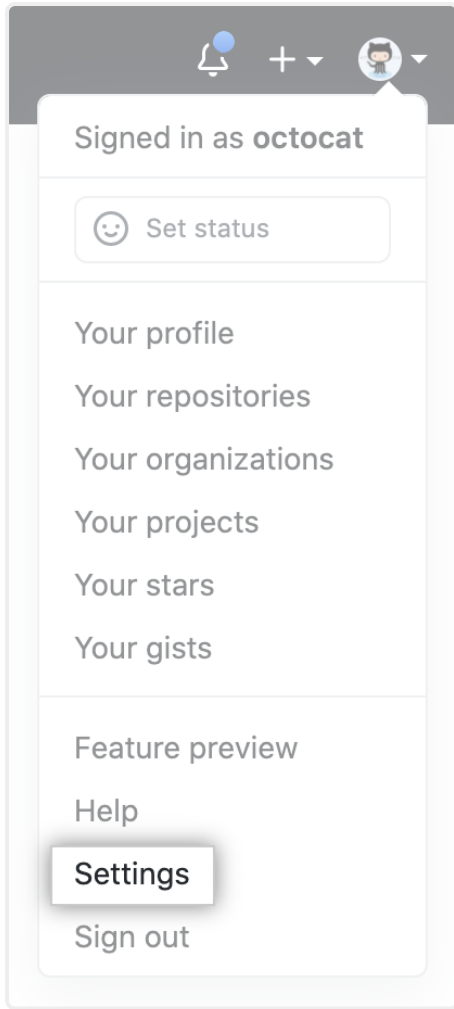 Signed in as octocat
Set status
Your profile
Your repositories
Your organizations
Your projects
Your stars
Your gists
Feature preview
Help
Settings
Sign out